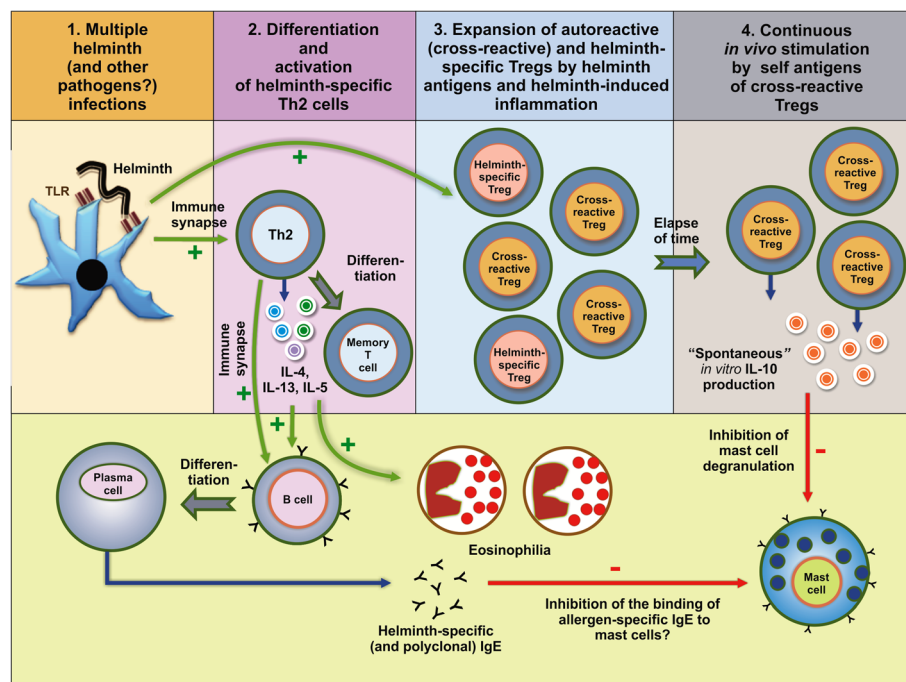 1. Multiple
helminth
(and other
pathogens?)
infections
2. Differentiation
and
activation
of helminth-specific
Th2 cells
3. Expansion of autoreactive
(cross-reactive) and helminth-
specific Tregs by helminth
antigens and helminth-induced
inflammation
4. Continuous
in vivo stimulation
by self antigens
of cross-reactive
Tregs
Helminth
TLR
Immune
synapse
+
+
Th2
Differen-
tiation
Immune
synapse
Memory
T
cell
IL-4,
IL-13, IL-5
+
+
+
Helminth-
specific
Treg
Cross-
reactive
Treg
Cross-
reactive
Treg
Cross-
reactive
Treg
Helminth-
specific
Treg
Elapse
of time
Cross-
reactive
Treg
Cross-
reactive
Treg
Cross-
reactive
Treg
“Spontaneous”
in vitro IL-10
production
Inhibition of
mast cell
degranulation
-
Plasma
cell
Differen-
tiation
B cell
Eosinophilia
Helminth-specific
(and polyclonal) IgE
-
Inhibition of the binding of
allergen-specific IgE to
mast cells?
Mast
cell